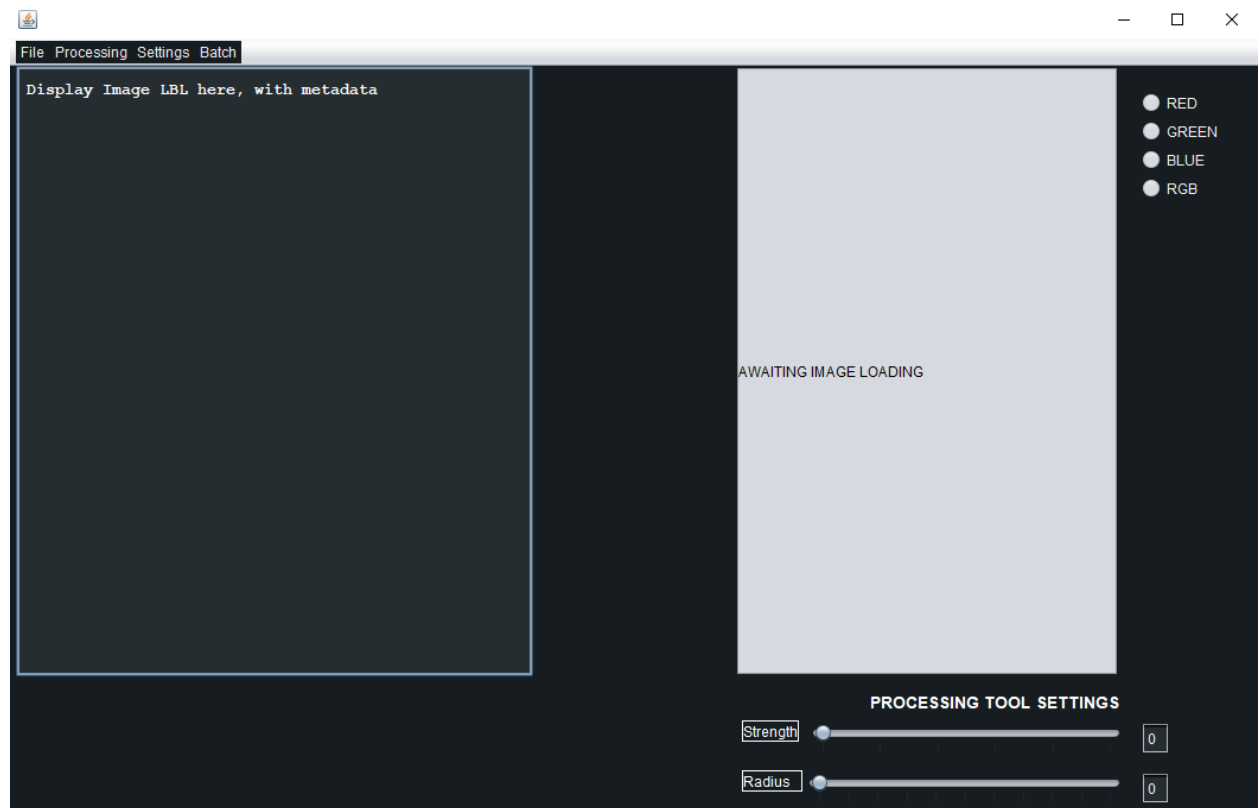 File Processing Settings Batch
Display Image LBL here, with metadata
RED
GREEN
BLUE
RGB
AWAITING IMAGE LOADING
PROCESSING TOOL SETTINGS
Strength
0
Radius
0